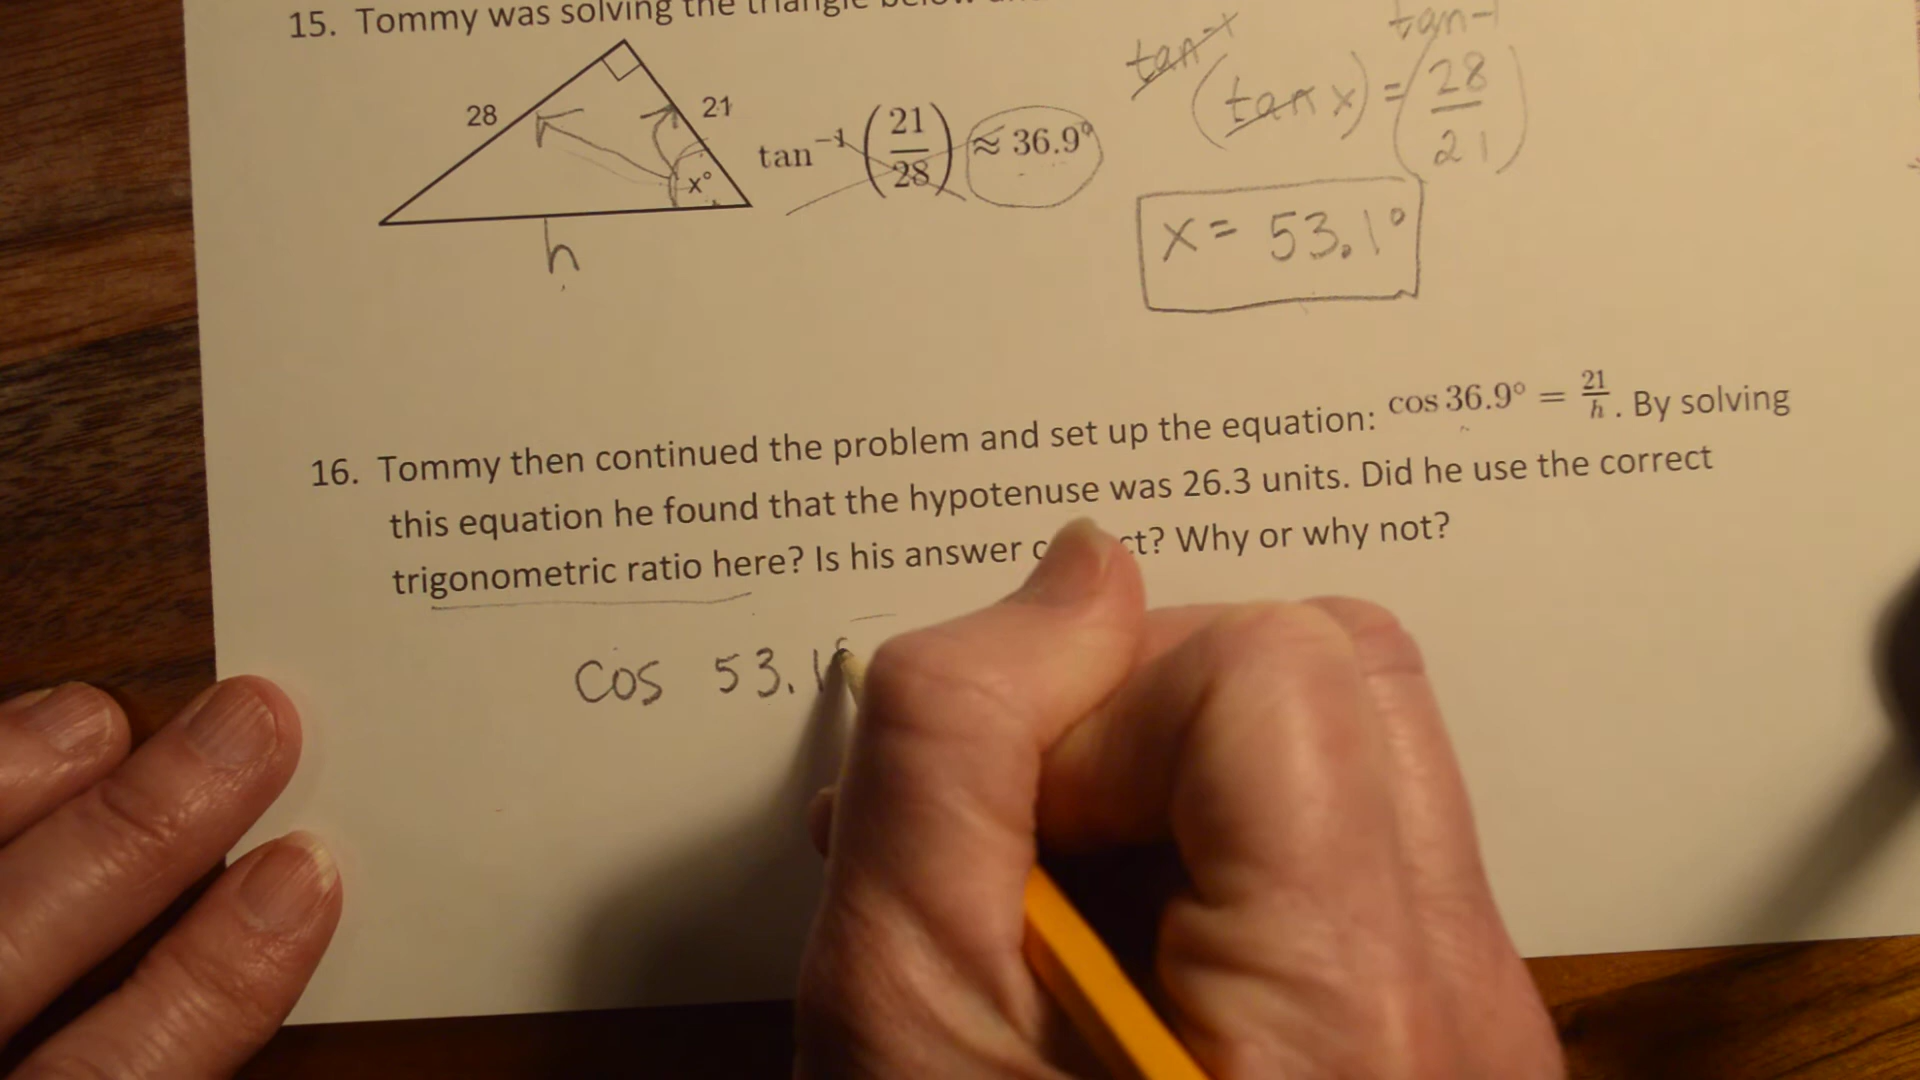 15. Tommy was solving the triangle
28
21
x°
h
tan⁻¹ (21/28) ≈ 36.9°
tan⁻¹ (tan x) = tan⁻¹ (28/21)
x = 53.1°
16. Tommy then continued the problem and set up the equation: cos 36.9° = 21/h. By solving
this equation he found that the hypotenuse was 26.3 units. Did he use the correct
trigonometric ratio here? Is his answer Why or why not?
cos 53.1°